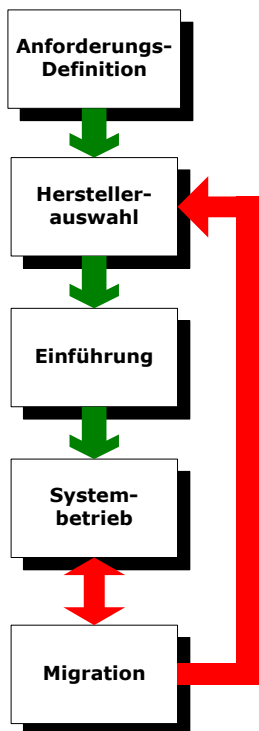 Anforderungs-
Definition
Hersteller-
auswahl
Einführung
System-
betrieb
Migration